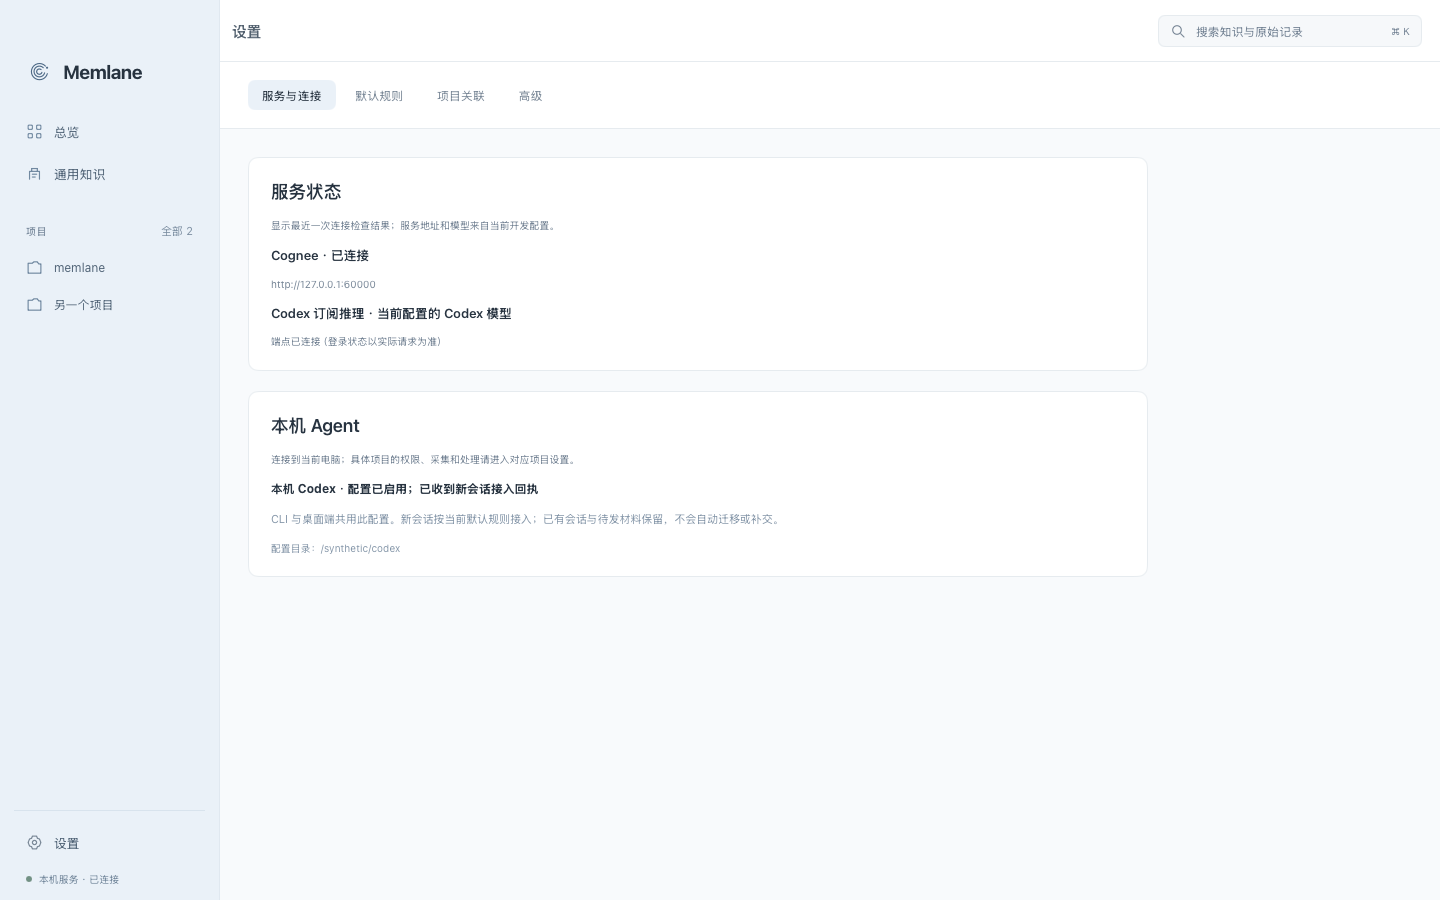 Memlane
总览
通用知识
项目
全部 2
memlane
另一个项目
设置
本机服务 · 已连接
设置
搜索知识与原始记录
⌘ K
服务与连接
默认规则
项目关联
高级
服务状态
显示最近一次连接检查结果；服务地址和模型来自当前开发配置。
Cognee · 已连接
http://127.0.0.1:60000
Codex 订阅推理 · 当前配置的 Codex 模型
端点已连接 (登录状态以实际请求为准)
本机 Agent
连接到当前电脑；具体项目的权限、采集和处理请进入对应项目设置。
本机 Codex · 配置已启用；已收到新会话接入回执
CLI 与桌面端共用此配置。新会话按当前默认规则接入；已有会话与待发材料保留，不会自动迁移或补交。
配置目录：/synthetic/codex